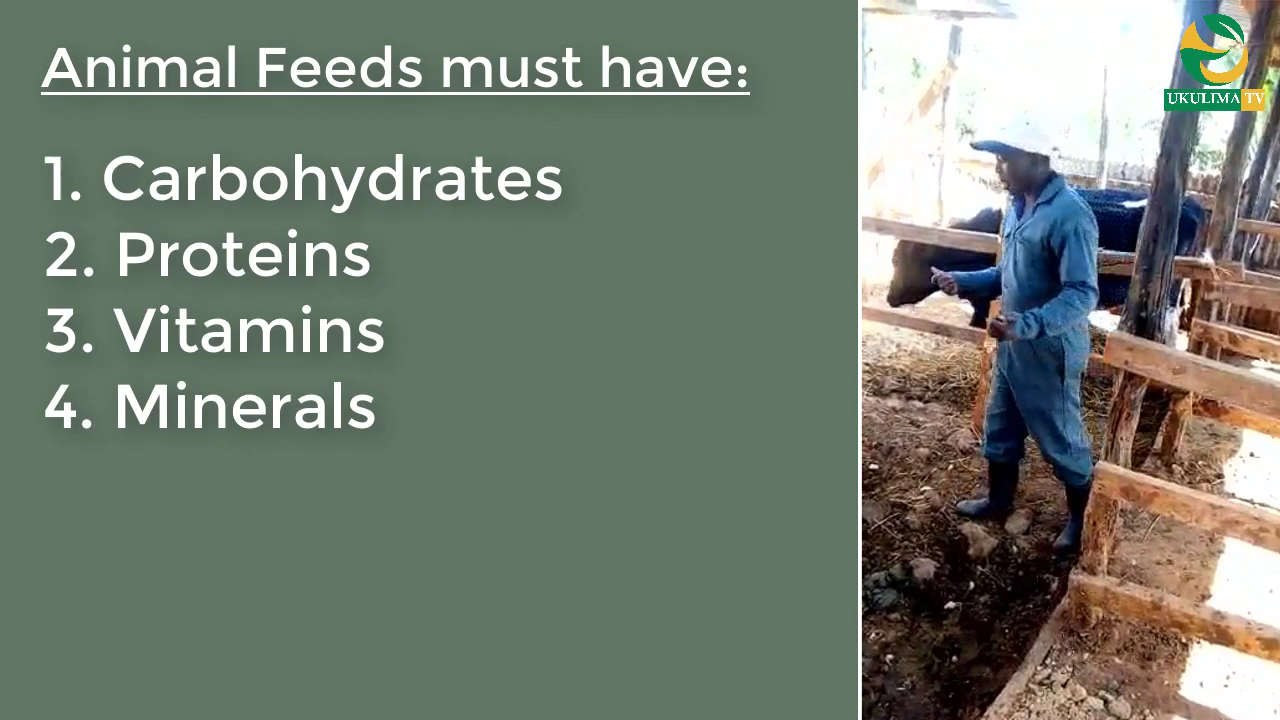 Animal Feeds must have:
1. Carbohydrates
2. Proteins
3. Vitamins
4. Minerals
UKULIMA TV